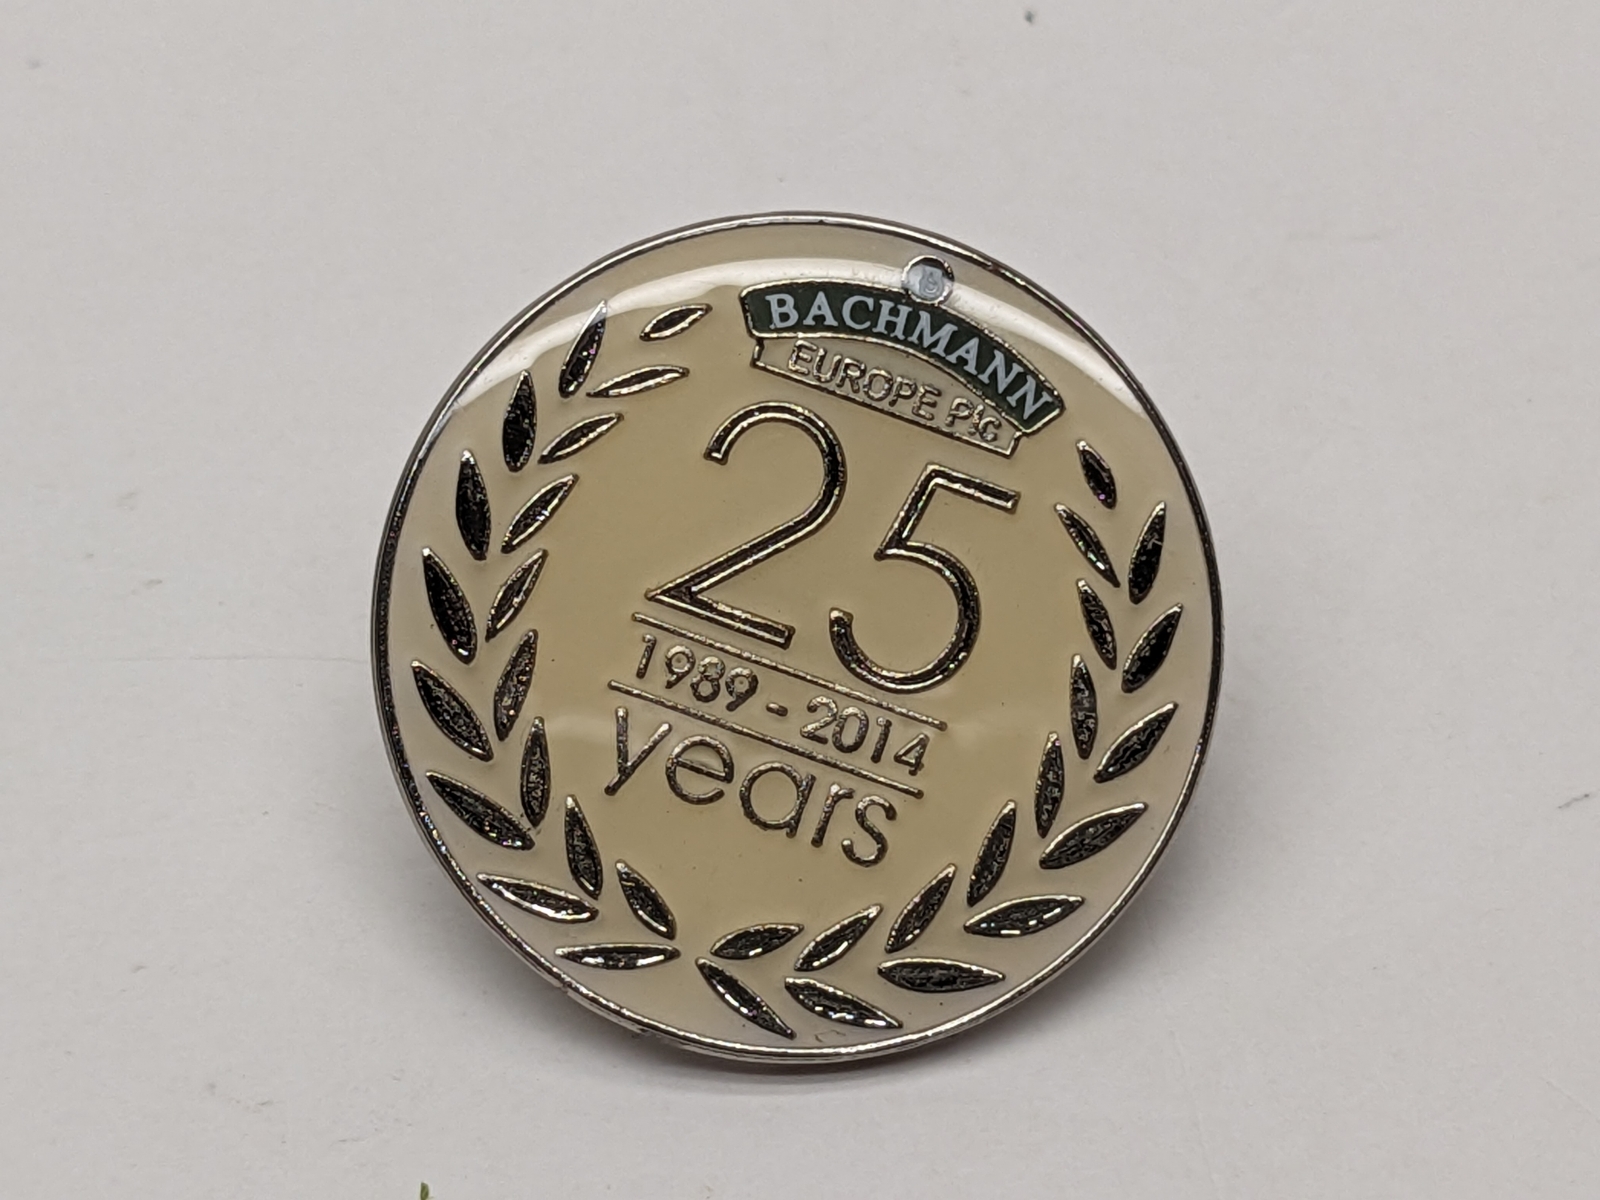 B
BACHMANN
EUROPE Plc
25
1989-2014
years